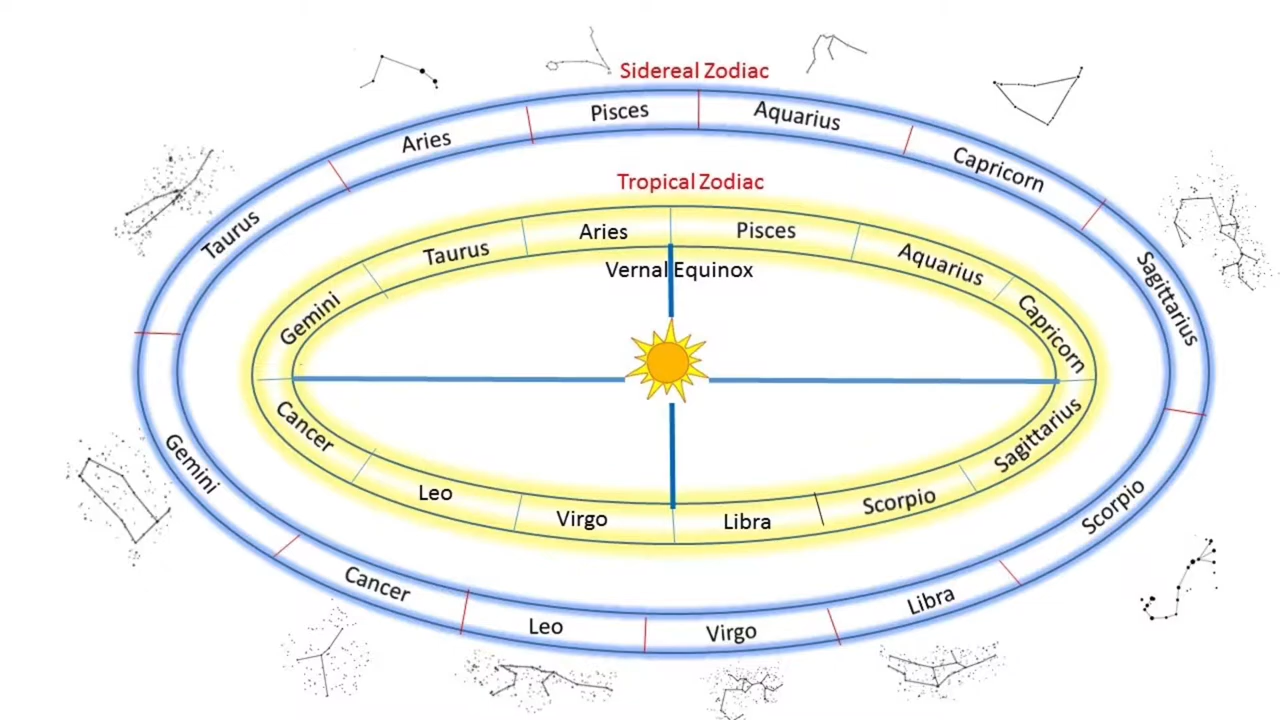 Sidereal Zodiac
Pisces
Aquarius
Aries
Capricorn
Taurus
Sagittarius
Gemini
Scorpio
Cancer
Libra
Leo
Virgo
Tropical Zodiac
Aries
Pisces
Taurus
Aquarius
Vernal Equinox
Gemini
Capricorn
Cancer
Sagittarius
Leo
Scorpio
Virgo
Libra